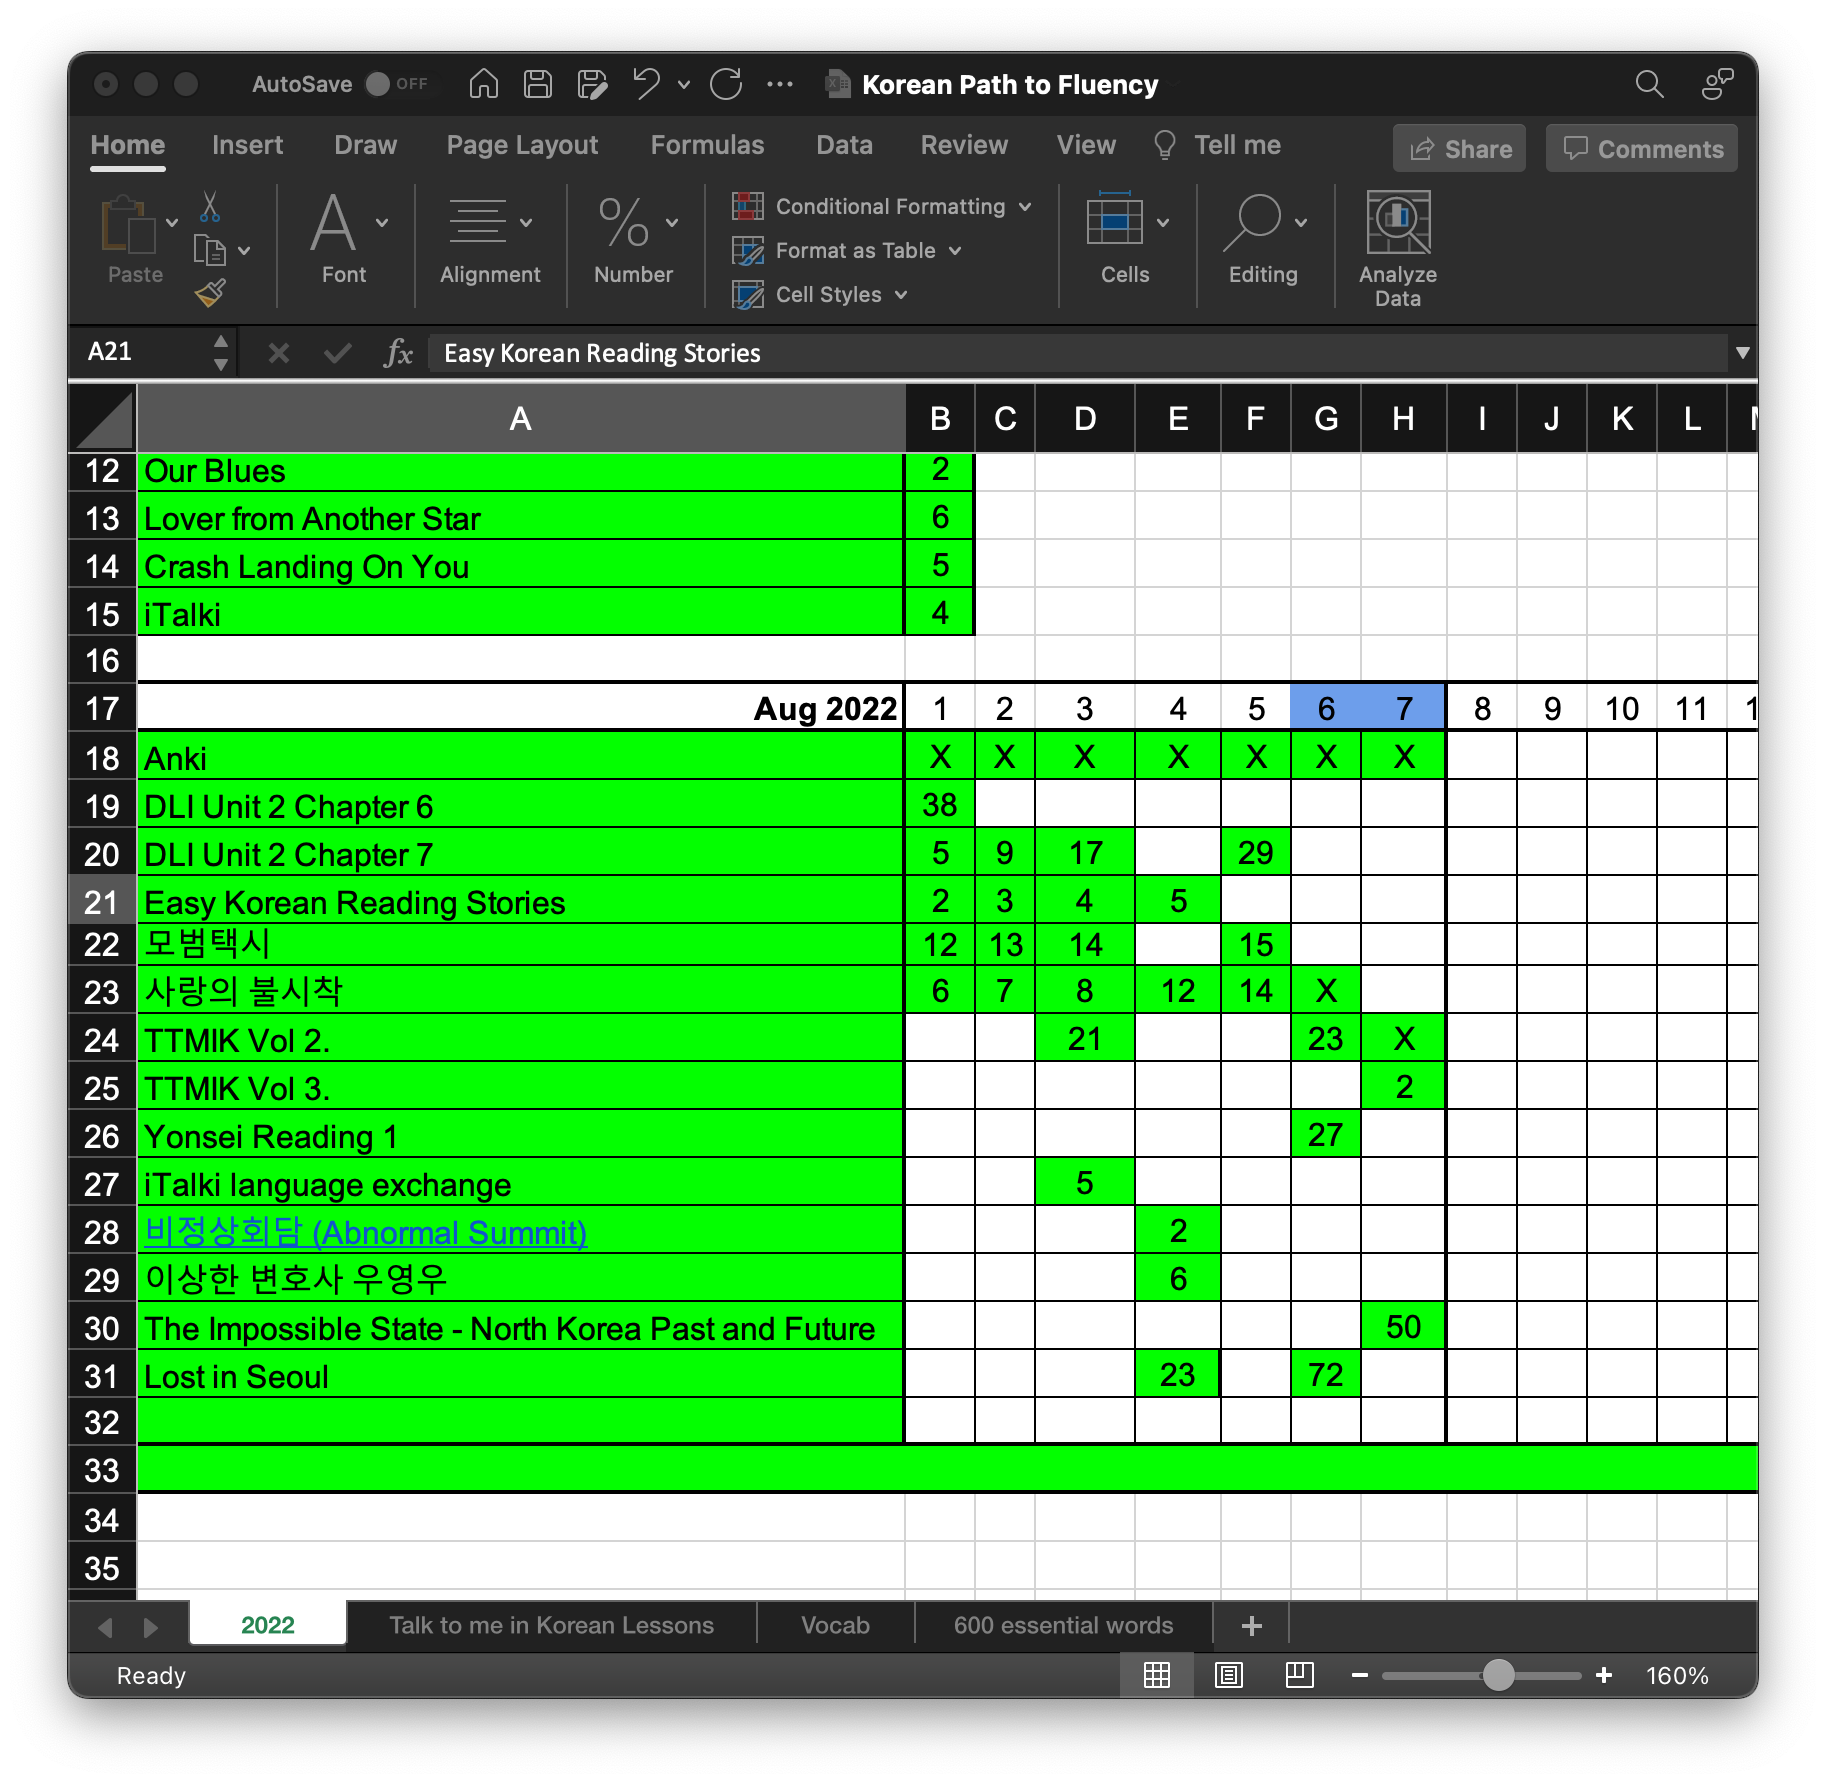 AutoSave OFF Korean Path to Fluency
Home Insert Draw Page Layout Formulas Data Review View Tell me Share Comments
Paste Font Alignment Number Conditional Formatting Format as Table Cell Styles Cells Editing Analyze Data
A21 fx Easy Korean Reading Stories
A B C D E F G H I J K L
12 Our Blues 2
13 Lover from Another Star 6
14 Crash Landing On You 5
15 iTalki 4
16
17 Aug 2022 1 2 3 4 5 6 7 8 9 10 11
18 Anki X X X X X X X
19 DLI Unit 2 Chapter 6 38
20 DLI Unit 2 Chapter 7 5 9 17 29
21 Easy Korean Reading Stories 2 3 4 5
22 모범택시 12 13 14 15
23 사랑의 불시착 6 7 8 12 14 X
24 TTMIK Vol 2. 21 23 X
25 TTMIK Vol 3. 2
26 Yonsei Reading 1 27
27 iTalki language exchange 5
28 비정상회담 (Abnormal Summit) 2
29 이상한 변호사 우영우 6
30 The Impossible State - North Korea Past and Future 50
31 Lost in Seoul 23 72
32
33
34
35
2022 Talk to me in Korean Lessons Vocab 600 essential words +
Ready 160%